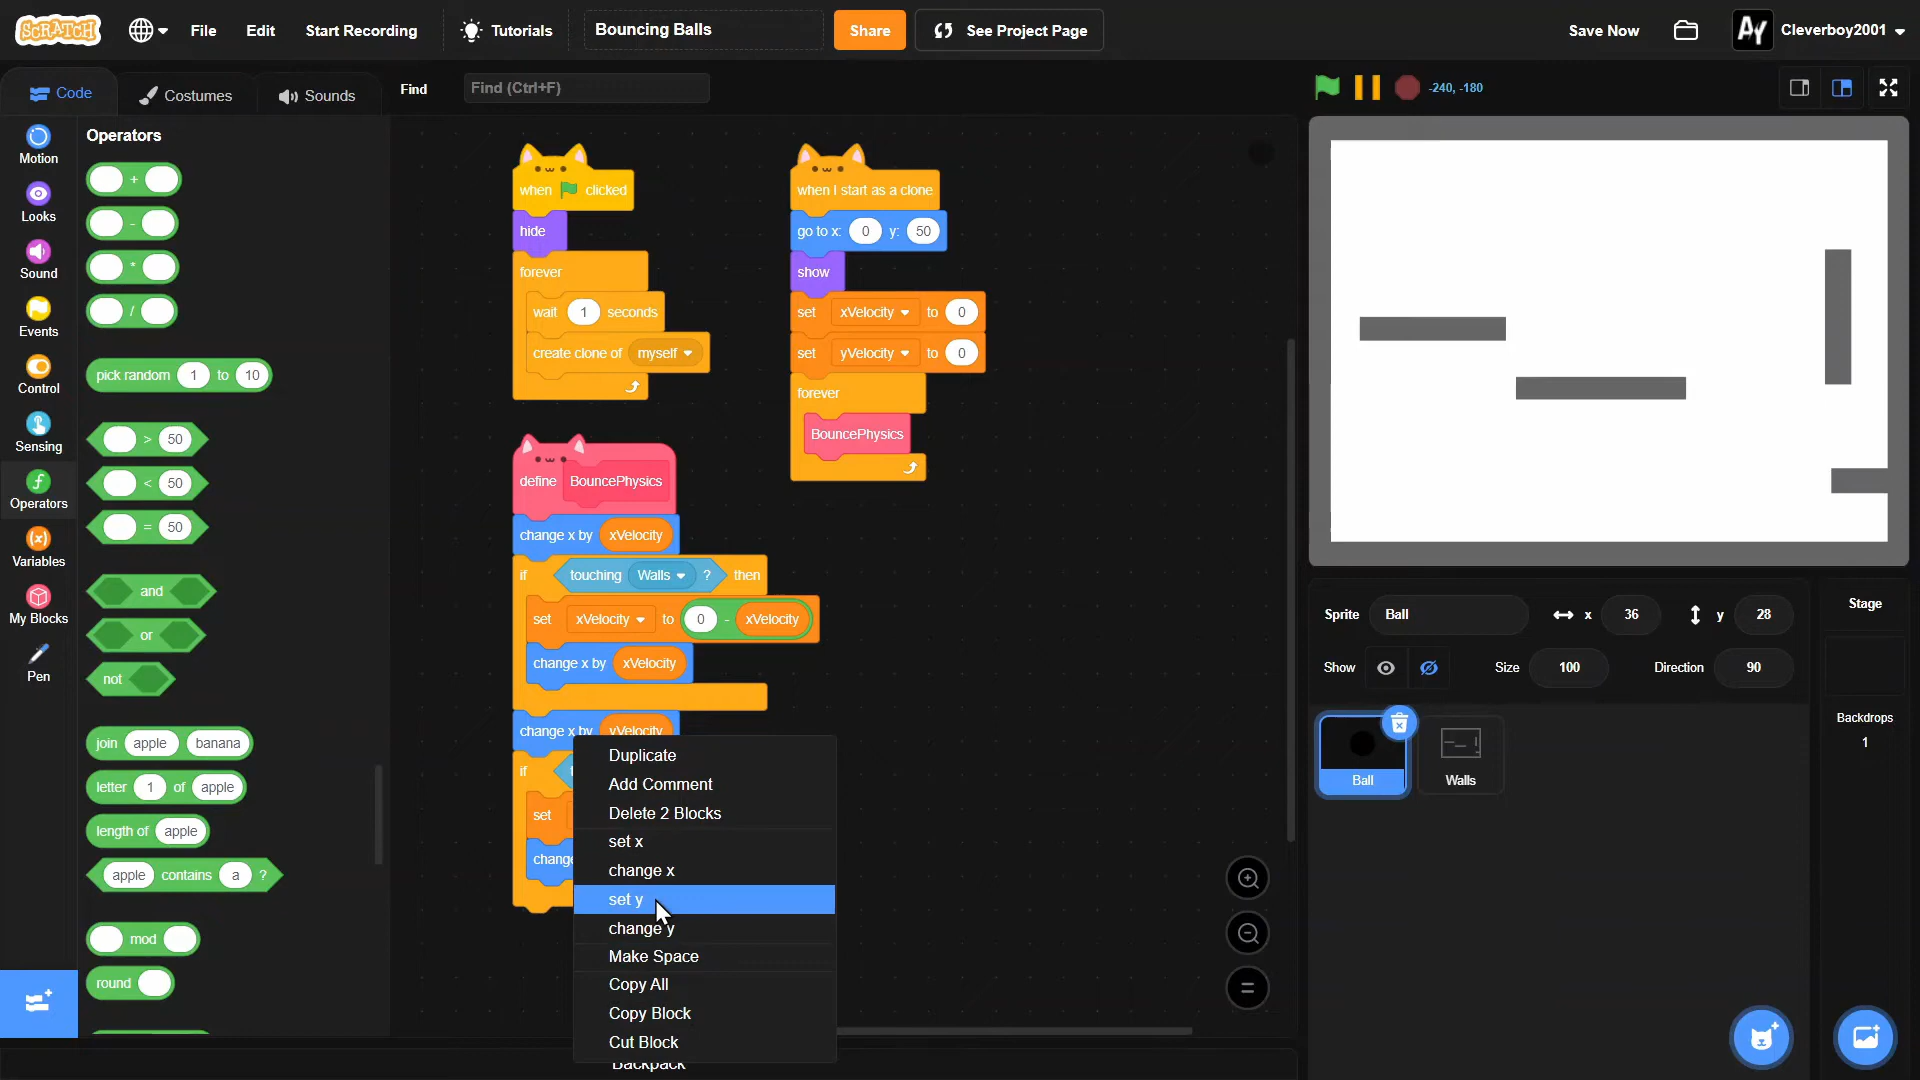 SCRATCH File Edit Start Recording Tutorials Bouncing Balls Share See Project Page Save Now Ay Cleverboy2001
Code Costumes Sounds Find Find (Ctrl+F) -240, -180
Motion
Looks
Sound
Events
Control
Sensing
Operators
Variables
My Blocks
Pen
Operators
+
-
*
/
pick random 1 to 10
> 50
< 50
= 50
and
or
not
join apple banana
letter 1 of apple
length of apple
apple contains a ?
mod
round
when clicked
hide
forever
wait 1 seconds
create clone of myself
define BouncePhysics
change x by xVelocity
if touching Walls ? then
set xVelocity to 0 - xVelocity
change x by xVelocity
change x by yVelocity
if
set
when I start as a clone
go to x: 0 y: 50
show
set xVelocity to 0
set yVelocity to 0
forever
BouncePhysics
Duplicate
Add Comment
Delete 2 Blocks
set x
change x
set y
change y
Make Space
Copy All
Copy Block
Cut Block
Backpack
Sprite Ball x 36 y 28
Show Size 100 Direction 90
Ball
Walls
Stage
Backdrops
1